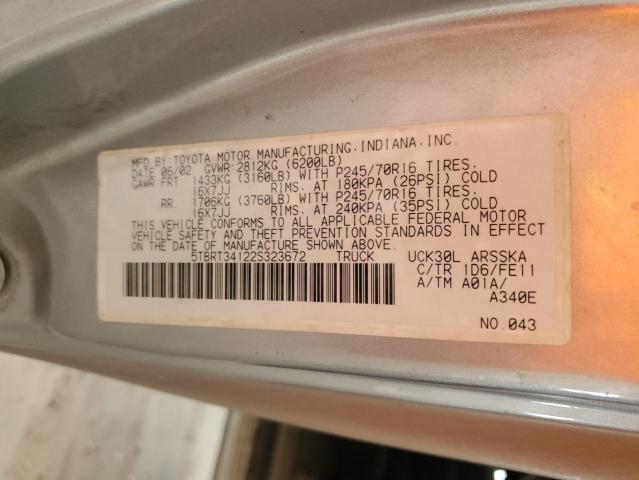 MFD.BY:TOYOTA MOTOR MANUFACTURING.INDIANA,INC.
DATE 06/02 GVWR:2812KG (6200LB)
GAWR:FRT 1433KG (3160LB) WITH P245/70R16 TIRES.
16X7JJ RIMS. AT 180KPA (26PSI) COLD.
RR 1706KG (3760LB) WITH P245/70R16 TIRES.
16X7JJ RIMS. AT 240KPA (35PSI) COLD.
THIS VEHICLE CONFORMS TO ALL APPLICABLE FEDERAL MOTOR
VEHICLE SAFETY AND THEFT PREVENTION STANDARDS IN EFFECT
ON THE DATE OF MANUFACTURE SHOWN ABOVE.
5TBRT34122S323672 TRUCK UCK30L ARSSKA
C/TR 1D6/FE11
A/TM A01A/
A340E
NO.043